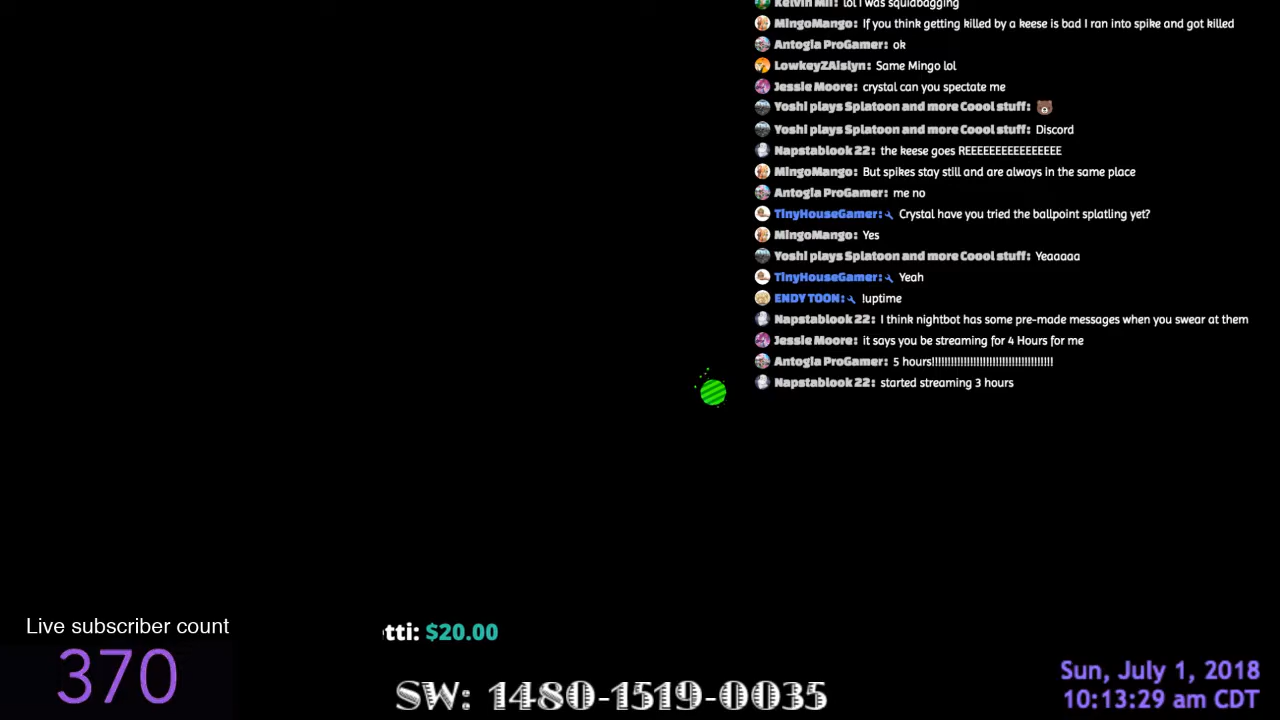 Kelvin Mii: lol I was squidbagging
MingoMango: If you think getting killed by a keese is bad I ran into spike and got killed
Antogia ProGamer: ok
LowkeyZAislyn: Same Mingo lol
Jessie Moore: crystal can you spectate me
Yoshi plays Splatoon and more Coool stuff: 🐻
Yoshi plays Splatoon and more Coool stuff: Discord
Napstablook 22: the keese goes REEEEEEEEEEEEEEEE
MingoMango: But spikes stay still and are always in the same place
Antogia ProGamer: me no
TinyHouseGamer: Crystal have you tried the ballpoint splatling yet?
MingoMango: Yes
Yoshi plays Splatoon and more Coool stuff: Yeaaaaa
TinyHouseGamer: Yeah
ENDY TOON: !uptime
Napstablook 22: I think nightbot has some pre-made messages when you swear at them
Jessie Moore: it says you be streaming for 4 Hours for me
Antogia ProGamer: 5 hours!!!!!!!!!!!!!!!!!!!!!!!!!!!!!!!!!!!!!!
Napstablook 22: started streaming 3 hours
Live subscriber count
370
tti: $20.00
SW: 1480-1519-0035
Sun, July 1, 2018
10:13:29 am CDT